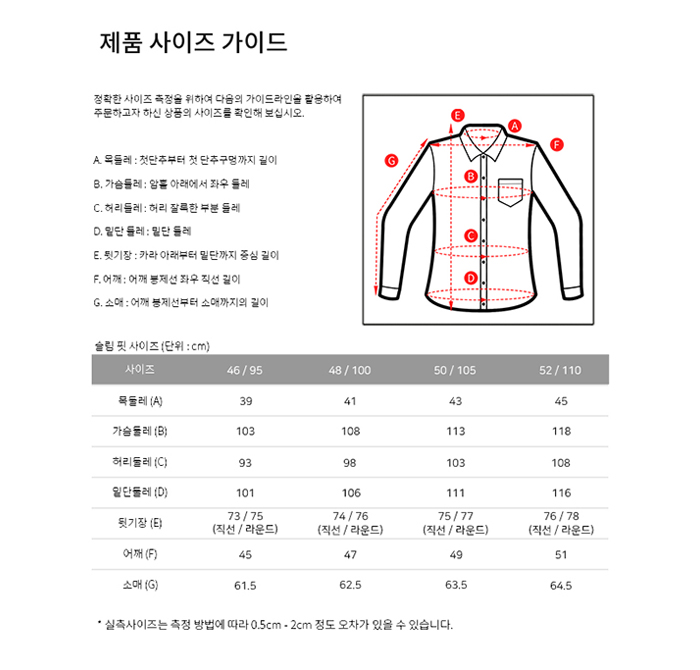 제품 사이즈 가이드
정확한 사이즈 측정을 위하여 다음의 가이드라인을 활용하여
주문하고자 하신 상품의 사이즈를 확인해 보십시오.
A. 목둘레 : 첫단추부터 첫 단추구멍까지 길이
B. 가슴둘레 : 암홀 아래에서 좌우 둘레
C. 허리둘레 : 허리 잘록한 부분 둘레
D. 밑단 둘레 : 밑단 둘레
E. 뒷기장 : 카라 아래부터 밑단까지 중심 길이
F. 어깨 : 어깨 봉제선 좌우 직선 길이
G. 소매 : 어깨 봉제선부터 소매까지의 길이
E
A
F
G
B
C
D
슬림 핏 사이즈 (단위 : cm)
사이즈 46 / 95 48 / 100 50 / 105 52 / 110
목둘레 (A) 39 41 43 45
가슴둘레 (B) 103 108 113 118
허리둘레 (C) 93 98 103 108
밑단둘레 (D) 101 106 111 116
뒷기장 (E) 73 / 75 74 / 76 75 / 77 76 / 78
(직선 / 라운드) (직선 / 라운드) (직선 / 라운드) (직선 / 라운드)
어깨 (F) 45 47 49 51
소매 (G) 61.5 62.5 63.5 64.5
* 실측사이즈는 측정 방법에 따라 0.5cm - 2cm 정도 오차가 있을 수 있습니다.